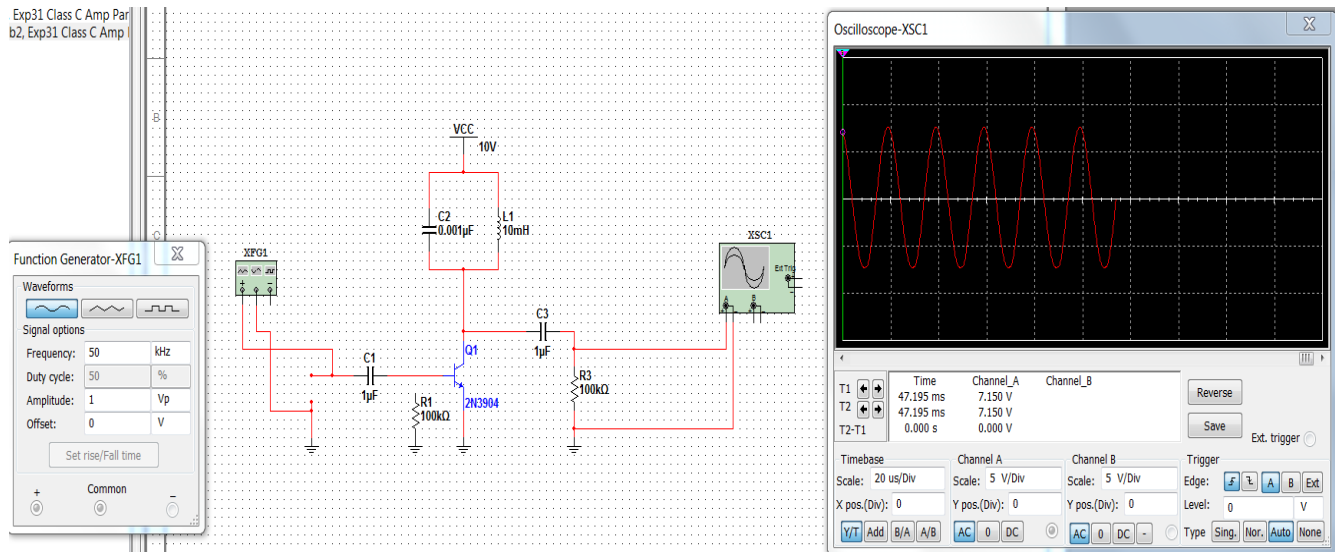 Exp31 Class C Amp Par
b2, Exp31 Class C Amp
B
C
VCC
10V
C2
0.001µF
L1
10mH
XFG1
C1
1µF
R1
100kΩ
Q1
2N3904
C3
1µF
R3
100kΩ
XSC1
Ext Trig
A
B
Function Generator-XFG1
X
Waveforms
Signal options
Frequency: 50 kHz
Duty cycle: 50 %
Amplitude: 1 Vp
Offset: 0 V
Set rise/Fall time
+ Common -
Oscilloscope-XSC1
X
Time Channel_A Channel_B
T1 47.195 ms 7.150 V
T2 47.195 ms 7.150 V
T2-T1 0.000 s 0.000 V
Reverse
Save
Ext. trigger
Timebase Channel A Channel B Trigger
Scale: 20 us/Div Scale: 5 V/Div Scale: 5 V/Div Edge: A B Ext
X pos.(Div): 0 Y pos.(Div): 0 Y pos.(Div): 0 Level: 0 V
Y/T Add B/A A/B AC 0 DC AC 0 DC - Type Sing. Nor. Auto None